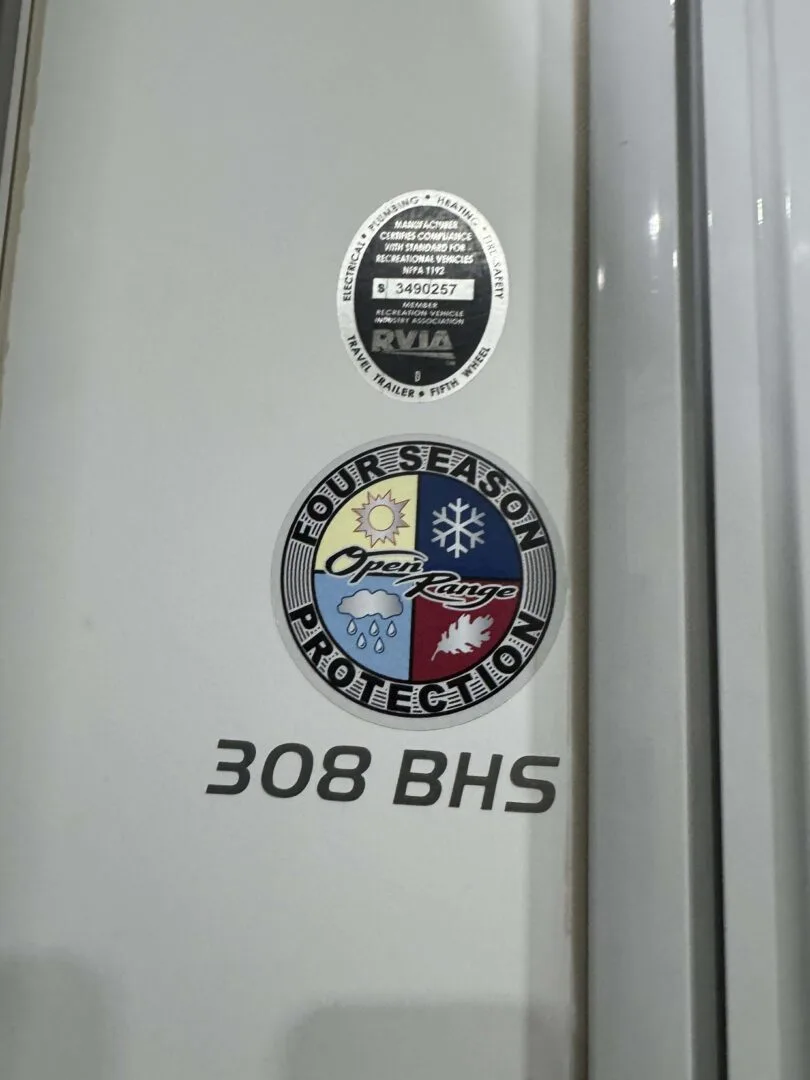 ELECTRICAL • PLUMBING • HEATING • FIRE SAFETY
MANUFACTURER
CERTIFIES COMPLIANCE
WITH STANDARD FOR
RECREATIONAL VEHICLES
NFPA 1192
S 3490257
MEMBER
RECREATION VEHICLE
INDUSTRY ASSOCIATION
RVIA
TRAVEL TRAILER • FIFTH WHEEL
FOUR SEASON
Open
Range
PROTECTION
308 BHS